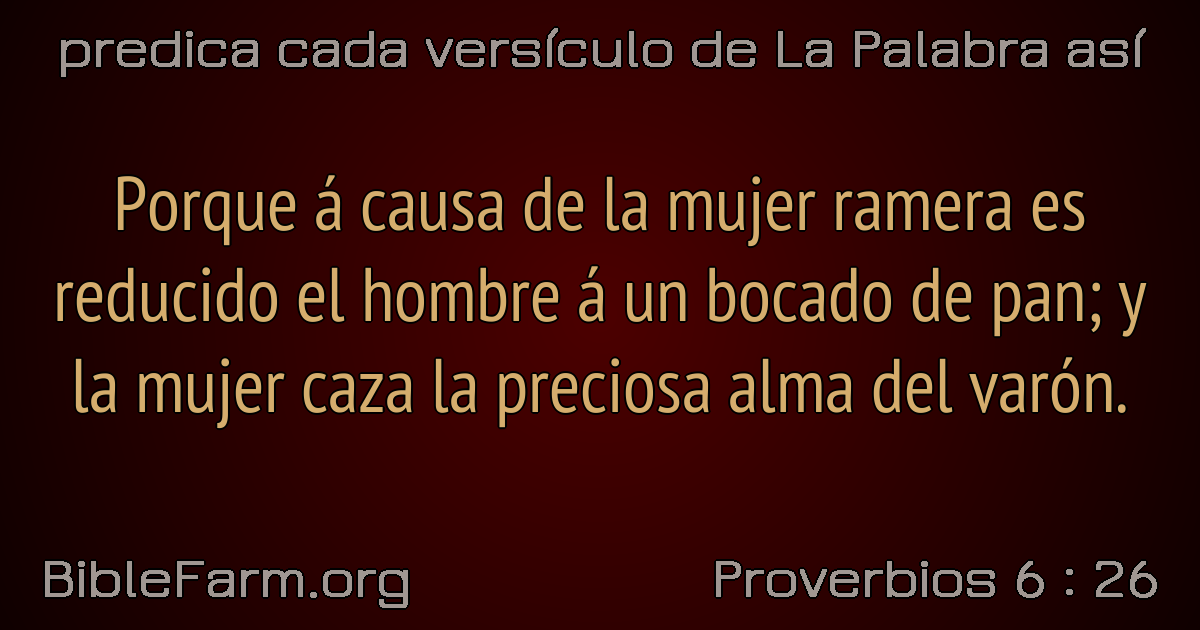 predica cada versículo de La Palabra así
Porque á causa de la mujer ramera es
reducido el hombre á un bocado de pan; y
la mujer caza la preciosa alma del varón.
BibleFarm.org
Proverbios 6 : 26